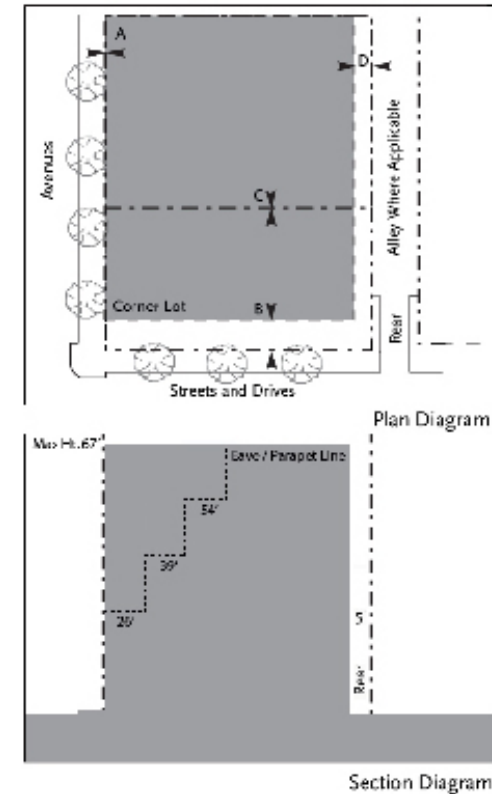 A
D
Avenues
Alley Where Applicable
C
Corner Lot
B
Rear
Streets and Drives
Plan Diagram
Max Ht. 67'
Eave / Parapet Line
54'
39'
26'
5
Rear
Section Diagram